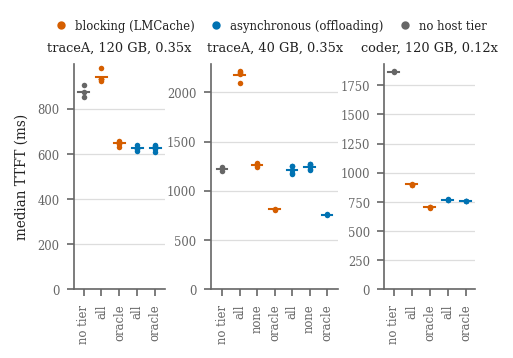 blocking (LMCache) asynchronous (offloading) no host tier
traceA, 120 GB, 0.35x traceA, 40 GB, 0.35x coder, 120 GB, 0.12x
median TTFT (ms)
800
600
400
200
0
no tier
all
oracle
all
oracle
2000
1500
1000
500
0
no tier
all
none
oracle
all
none
oracle
1750
1500
1250
1000
750
500
250
0
no tier
all
oracle
all
oracle